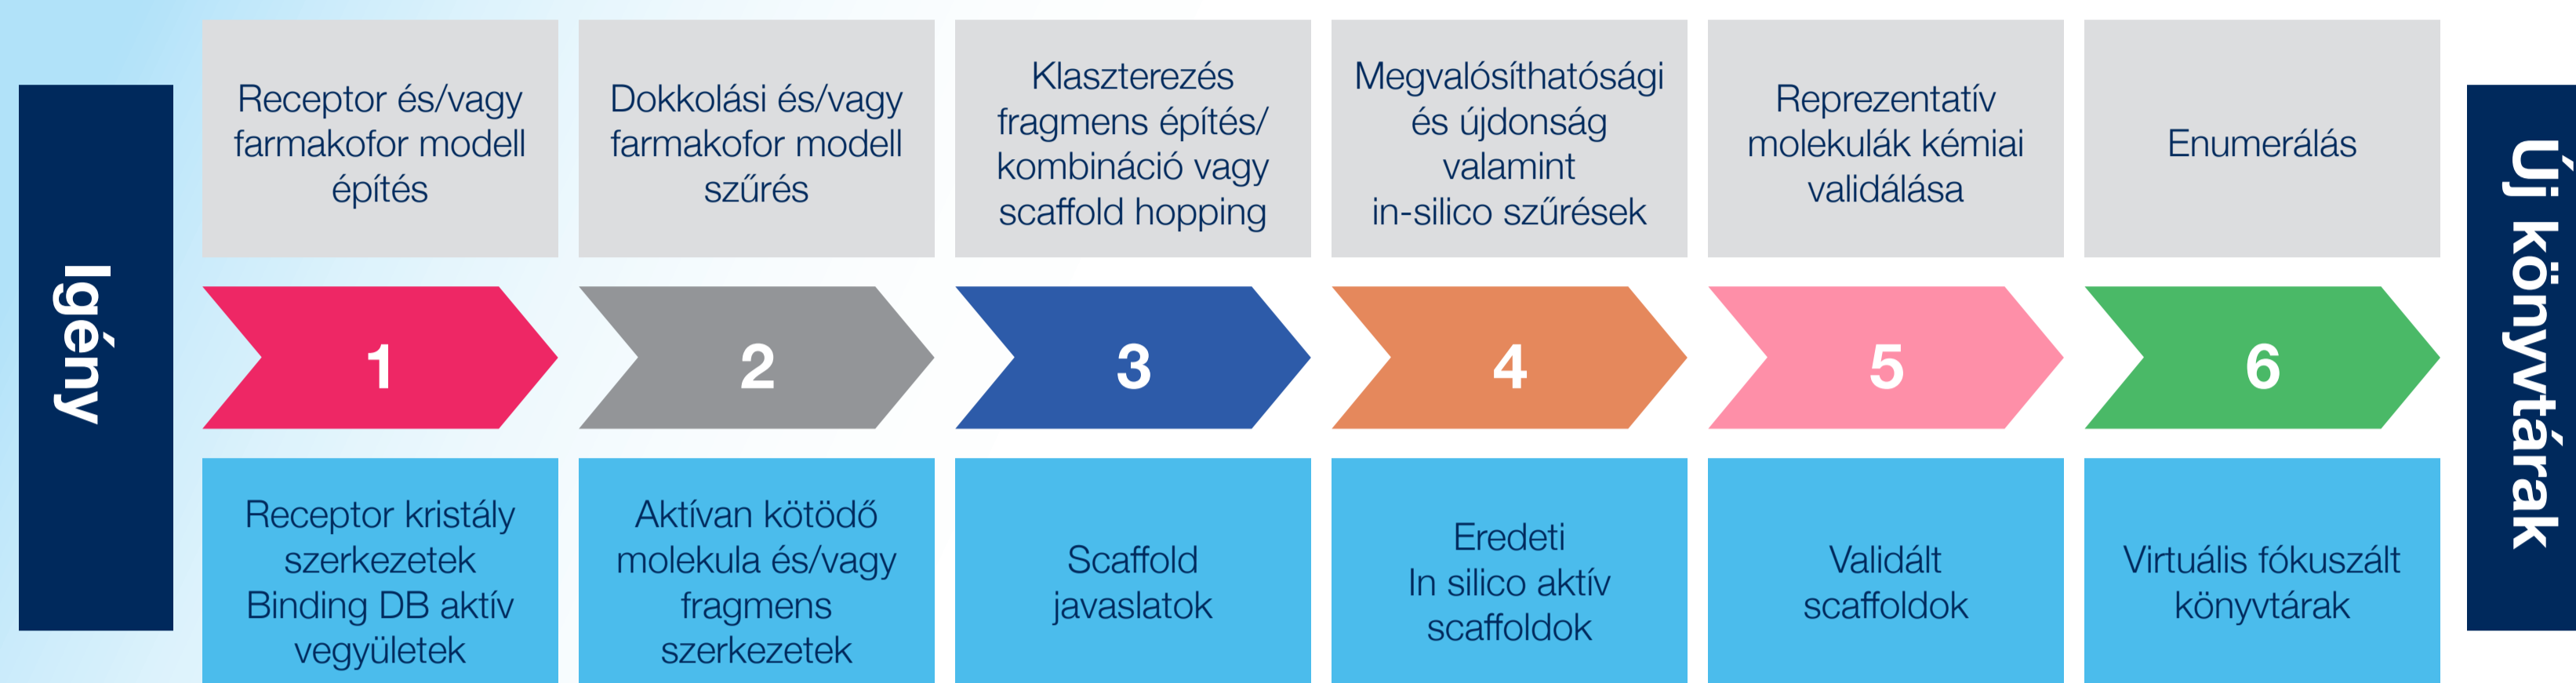 Igény
Receptor és/vagy
farmakofor modell
építés
Dokkolási és/vagy
farmakofor modell
szűrés
Klaszterezés
fragmens építés/
kombináció vagy
scaffold hopping
Megvalósíthatósági
és újdonság
valamint
in-silico szűrések
Reprezentatív
molekulák kémiai
validálása
Enumerálás
1
2
3
4
5
6
Receptor kristály
szerkezetek
Binding DB aktív
vegyületek
Aktívan kötödő
molekula és/vagy
fragmens
szerkezetek
Scaffold
javaslatok
Eredeti
In silico aktív
scaffoldok
Validált
scaffoldok
Virtuális fókuszált
könyvtárak
Új könyvtárak